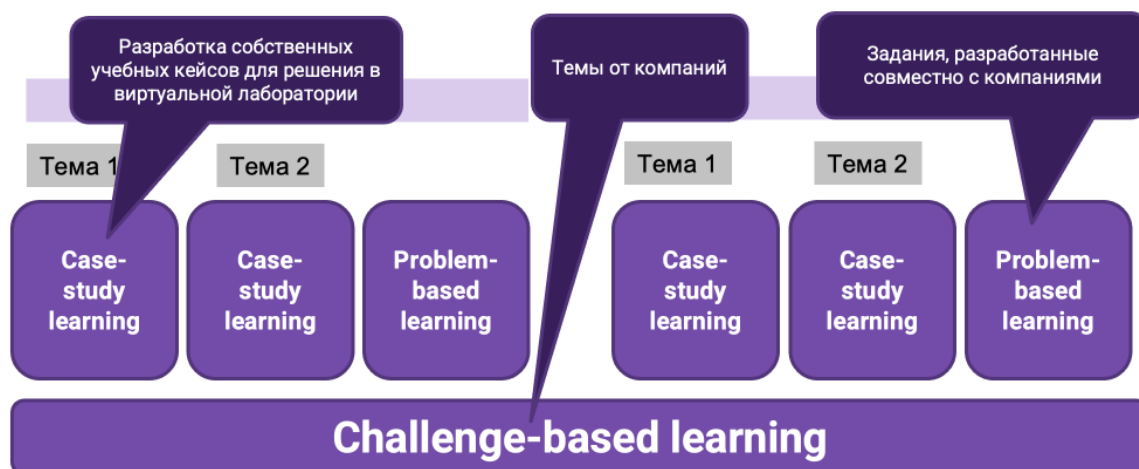 Разработка собственных
учебных кейсов для решения в
виртуальной лаборатории
Темы от компаний
Задания, разработанные
совместно с компаниями
Тема 1
Тема 2
Тема 1
Тема 2
Case-
study
learning
Case-
study
learning
Problem-
based
learning
Case-
study
learning
Case-
study
learning
Problem-
based
learning
Challenge-based learning